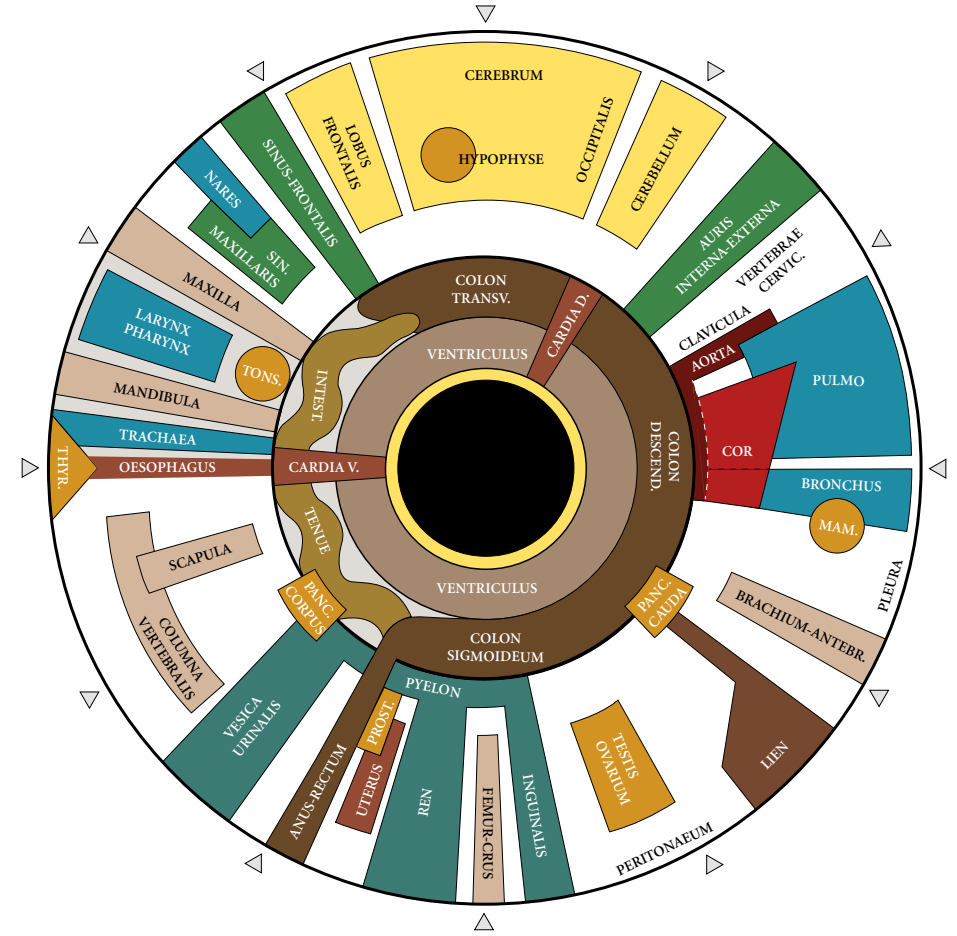 CEREBRUM
HYPOPHYSE
OCCIPITALIS
LOBUS
FRONTALIS
CEREBELLUM
SINUS-FRONTALIS
NARES
SIN.
MAXILLARIS
AURIS
INTERNA-EXTERNA
VERTEBRAE
CERVIC.
MAXILLA
LARYNX
PHARYNX
TONS.
MANDIBULA
TRACHAEA
THYR.
OESOPHAGUS
CARDIA V.
COLON
TRANSV.
CARDIA D.
VENTRICULUS
INTEST.
TENUE
COLON
DESCEND.
CLAVICULA
AORTA
PULMO
COR
BRONCHUS
MAM.
PLEURA
SCAPULA
COLUMNA
VERTEBRALIS
PANC.
CORPUS
VENTRICULUS
PANC.
CAUDA
BRACHIUM-ANTEBR.
COLON
SIGMOIDEUM
PYELON
VESICA
URINALIS
ANUS-RECTUM
PROST.
UTERUS
REN
FEMUR-CRUS
INGUINALIS
TESTIS
OVARIUM
LIEN
PERITONAEUM